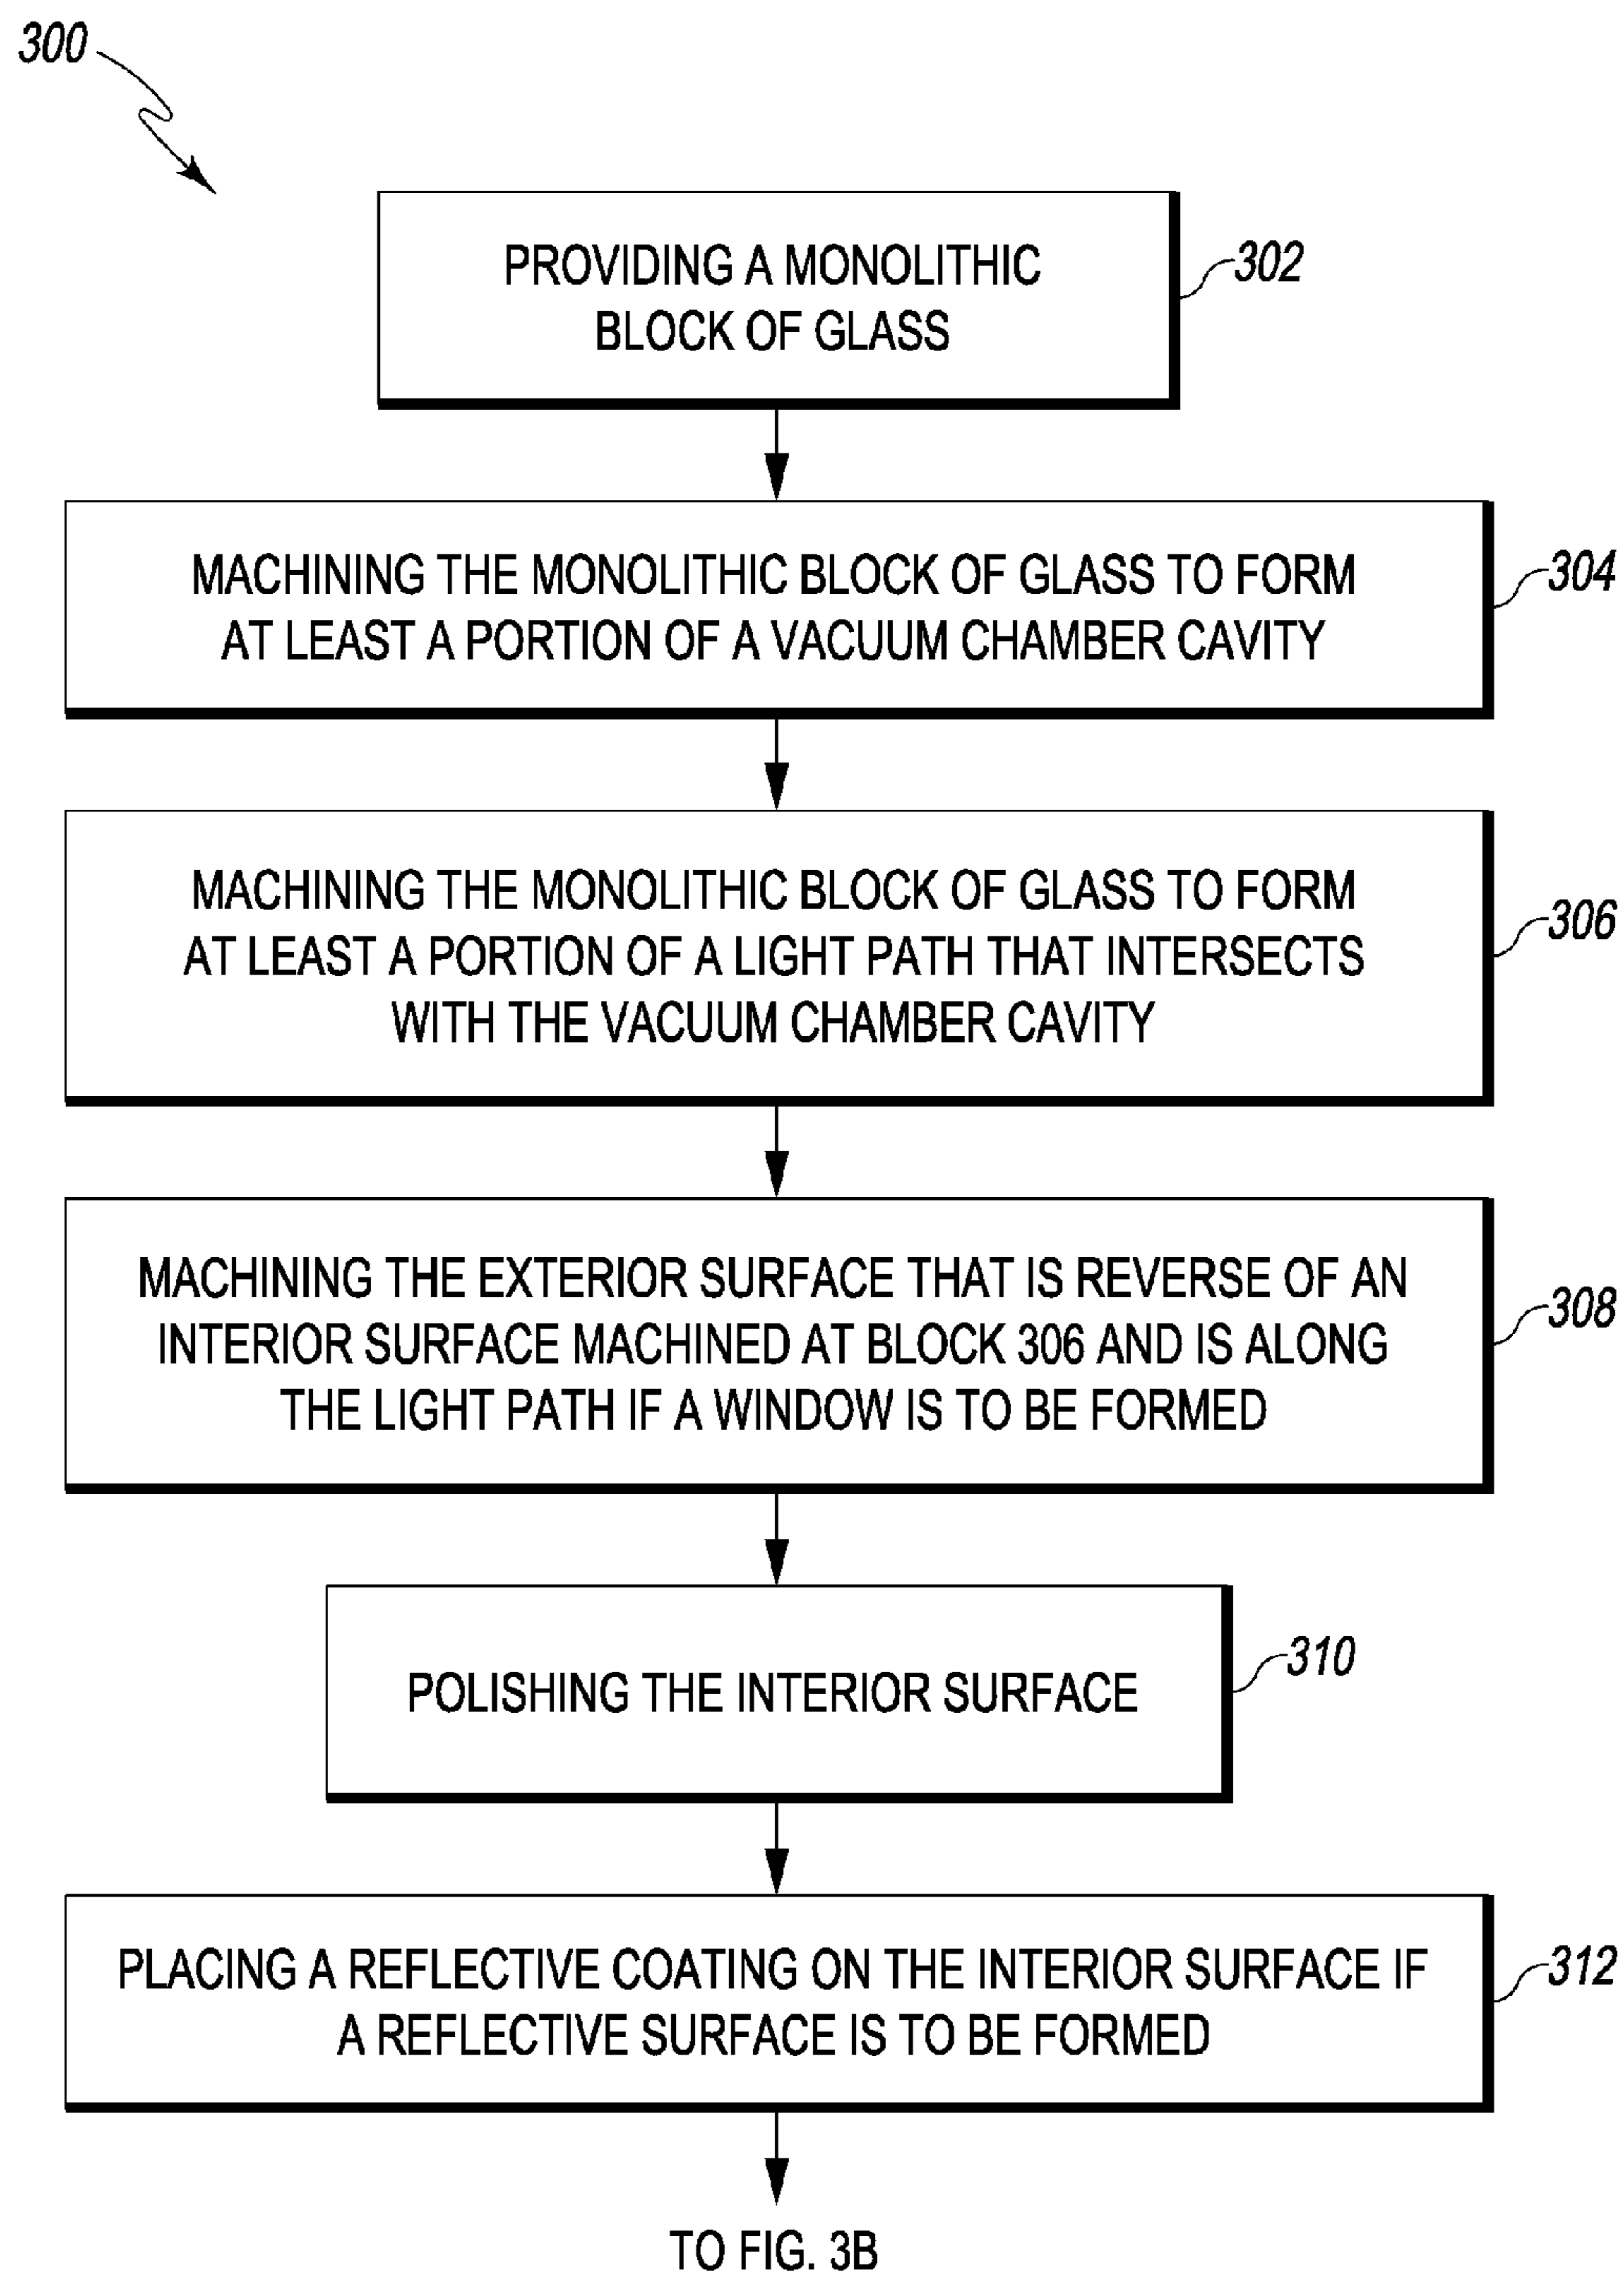 300
PROVIDING A MONOLITHIC
BLOCK OF GLASS
302
MACHINING THE MONOLITHIC BLOCK OF GLASS TO FORM
AT LEAST A PORTION OF A VACUUM CHAMBER CAVITY
304
MACHINING THE MONOLITHIC BLOCK OF GLASS TO FORM
AT LEAST A PORTION OF A LIGHT PATH THAT INTERSECTS
WITH THE VACUUM CHAMBER CAVITY
306
MACHINING THE EXTERIOR SURFACE THAT IS REVERSE OF AN
INTERIOR SURFACE MACHINED AT BLOCK 306 AND IS ALONG
THE LIGHT PATH IF A WINDOW IS TO BE FORMED
308
POLISHING THE INTERIOR SURFACE
310
PLACING A REFLECTIVE COATING ON THE INTERIOR SURFACE IF
A REFLECTIVE SURFACE IS TO BE FORMED
312
TO FIG. 3B